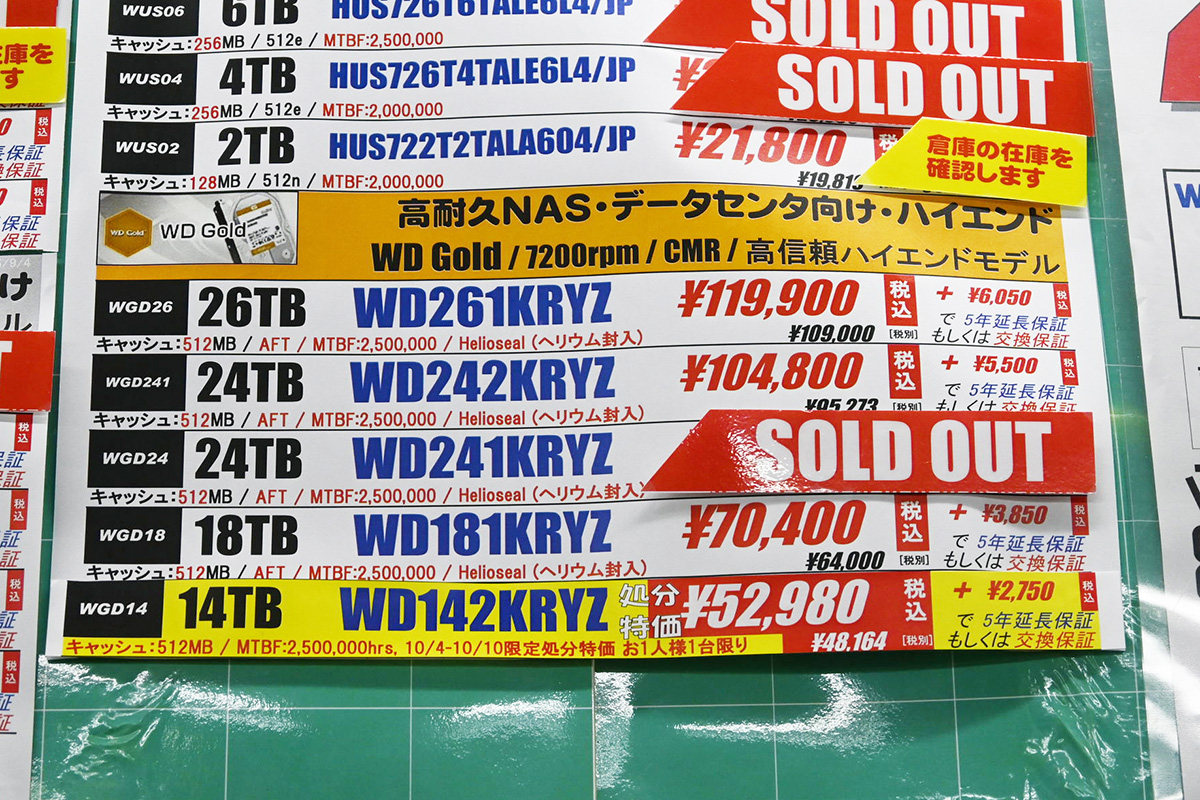 WUS06 6TB HUS726T6TALE6L4/JP SOLD OUT
キャッシュ:256MB / 512e / MTBF:2,500,000
WUS04 4TB HUS726T4TALE6L4/JP SOLD OUT
キャッシュ:256MB / 512e / MTBF:2,000,000
WUS02 2TB HUS722T2TALA604/JP ¥21,800 税
倉庫の在庫を
確認します
キャッシュ:128MB / 512n / MTBF:2,000,000 ¥19,81
WD Gold WD Gold
高耐久NAS・データセンタ向け・ハイエンド
WD Gold / 7200rpm / CMR / 高信頼ハイエンドモデル
WGD26 26TB WD261KRYZ ¥119,900 税込 + ¥6,050 税込
¥109,000 [税別] で 5年延長保証
キャッシュ:512MB / AFT / MTBF:2,500,000 / Helioseal (ヘリウム封入) もしくは 交換保証
WGD241 24TB WD242KRYZ ¥104,800 税込 + ¥5,500 税込
¥95,273 [税別] で 5年延長保証
キャッシュ:512MB / AFT / MTBF:2,500,000 / Helioseal (ヘリウム封入) もしくは 交換保証
WGD24 24TB WD241KRYZ SOLD OUT
キャッシュ:512MB / AFT / MTBF:2,500,000 / Helioseal (ヘリウム封入)
WGD18 18TB WD181KRYZ ¥70,400 税込 + ¥3,850 税込
¥64,000 [税別] で 5年延長保証
キャッシュ:512MB / AFT / MTBF:2,500,000 / Helioseal (ヘリウム封入) もしくは 交換保証
WGD14 14TB WD142KRYZ 処分特価 ¥52,980 税込 + ¥2,750 税込
¥48,164 [税別] で 5年延長保証
キャッシュ:512MB / MTBF:2,500,000hrs, 10/4-10/10限定処分特価 お1人様1台限り もしくは 交換保証